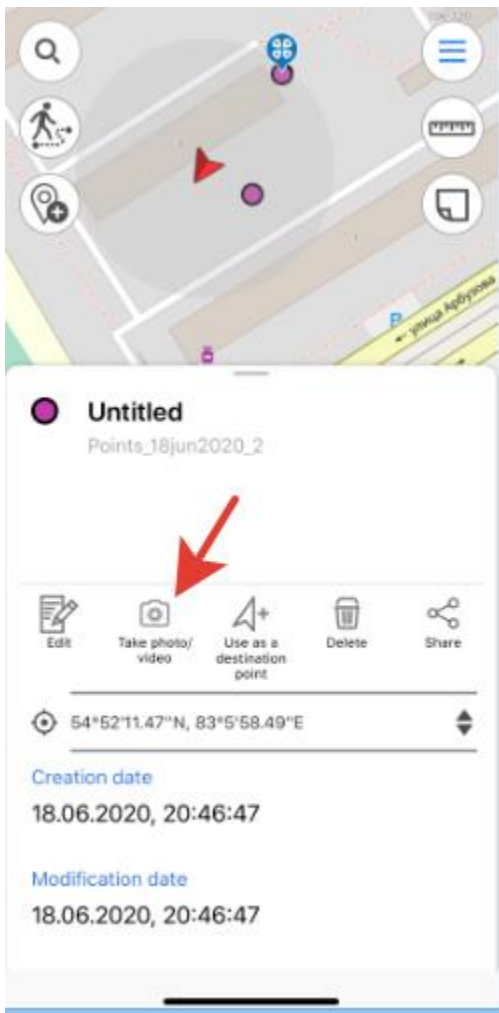 P
← улица Арбузова
Untitled
Points_18jun2020_2
Edit
Take photo/
video
Use as a
destination
point
Delete
Share
54°52'11.47"N, 83°5'58.49"E
Creation date
18.06.2020, 20:46:47
Modification date
18.06.2020, 20:46:47